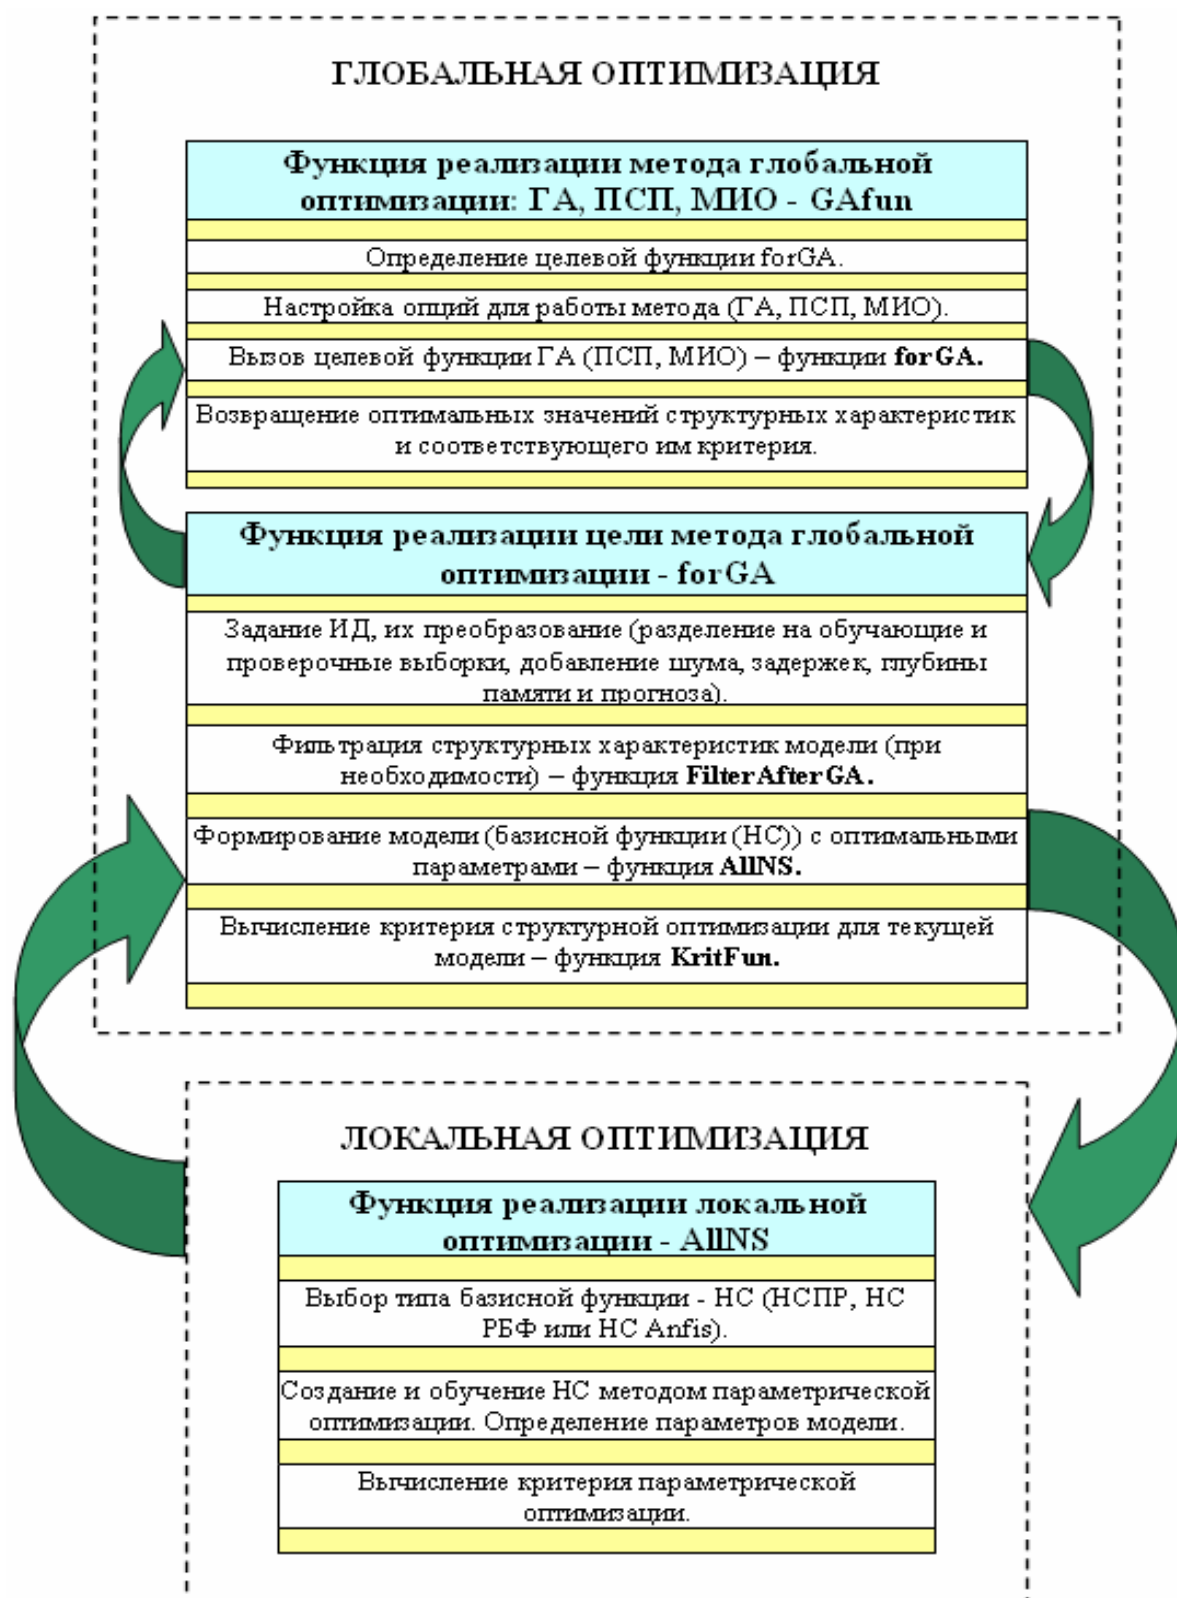 ГЛОБАЛЬНАЯ ОПТИМИЗАЦИЯ
Функция реализации метода глобальной
оптимизации: ГА, ПСП, МИО - GAfun
Определение целевой функции forGA.
Настройка опций для работы метода (ГА, ПСП, МИО).
Вызов целевой функции ГА (ПСП, МИО) – функции forGA.
Возвращение оптимальных значений структурных характеристик
и соответствующего им критерия.
Функция реализации цели метода глобальной
оптимизации - forGA
Задание ИД, их преобразование (разделение на обучающие и
проверочные выборки, добавление шума, задержек, глубины
памяти и прогноза).
Фильтрация структурных характеристик модели (при
необходимости) – функция FilterAfterGA.
Формирование модели (базисной функции (НС)) с оптимальными
параметрами – функция AllNS.
Вычисление критерия структурной оптимизации для текущей
модели – функция KritFun.
ЛОКАЛЬНАЯ ОПТИМИЗАЦИЯ
Функция реализации локальной
оптимизации - AllNS
Выбор типа базисной функции - НС (НСПР, НС
РБФ или НС Anfis).
Создание и обучение НС методом параметрической
оптимизации. Определение параметров модели.
Вычисление критерия параметрической
оптимизации.